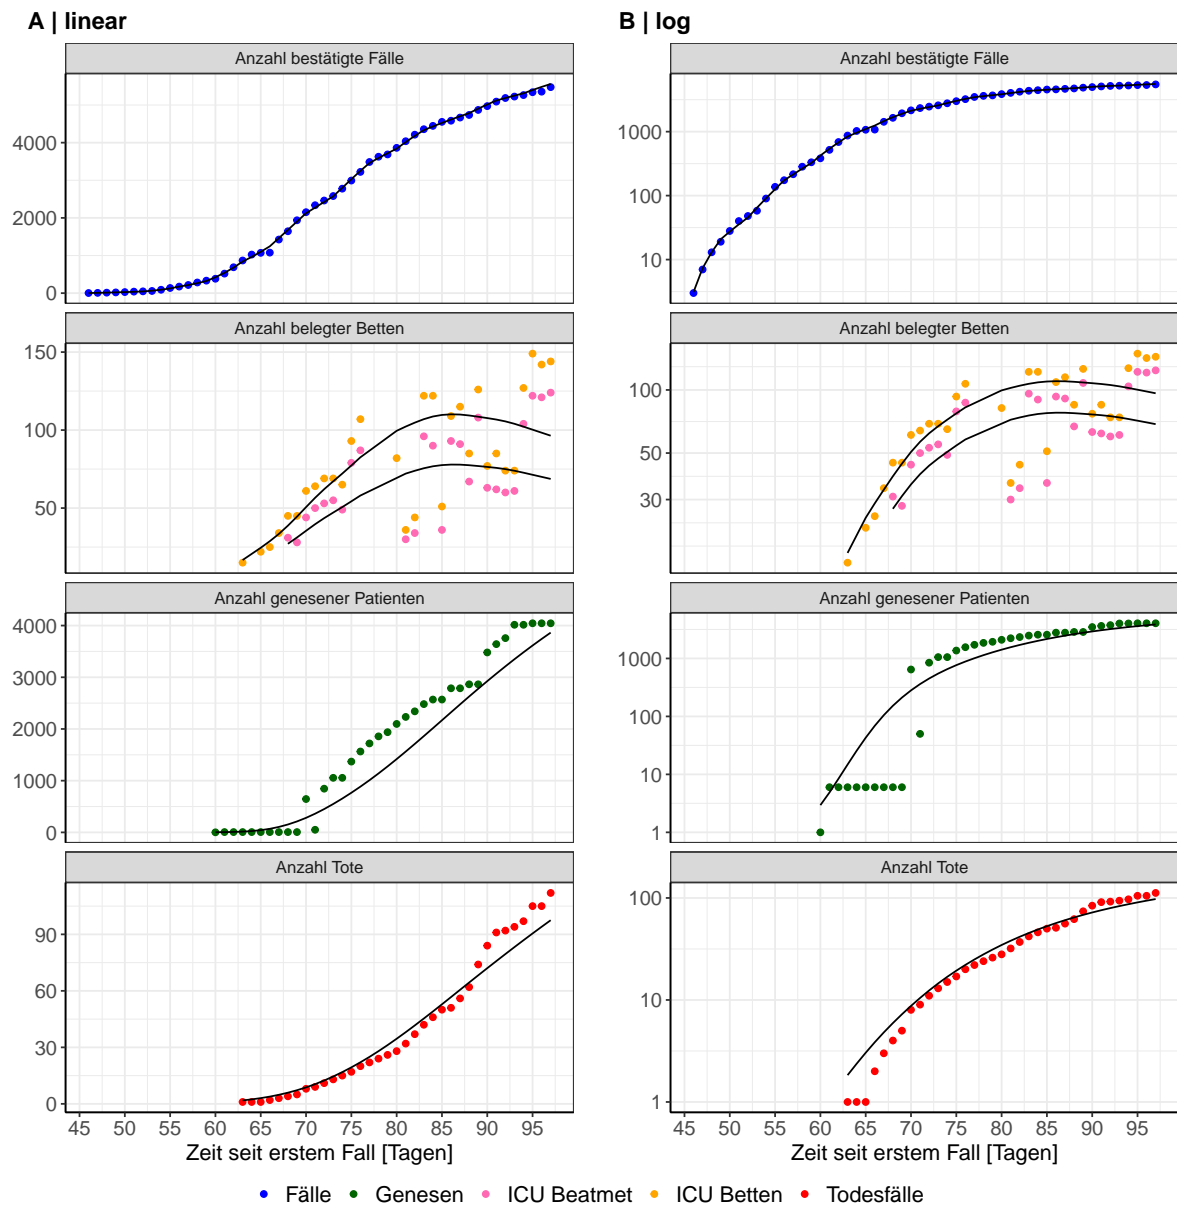 A | linear
B | log
Anzahl bestätigte Fälle
4000
2000
0
Anzahl belegter Betten
150
100
50
Anzahl genesener Patienten
4000
3000
2000
1000
0
Anzahl Tote
90
60
30
0
45 50 55 60 65 70 75 80 85 90 95
Zeit seit erstem Fall [Tagen]
Anzahl bestätigte Fälle
1000
100
10
Anzahl belegter Betten
100
50
30
Anzahl genesener Patienten
1000
100
10
1
Anzahl Tote
100
10
1
45 50 55 60 65 70 75 80 85 90 95
Zeit seit erstem Fall [Tagen]
Fälle Genesen ICU Beatmet ICU Betten Todesfälle